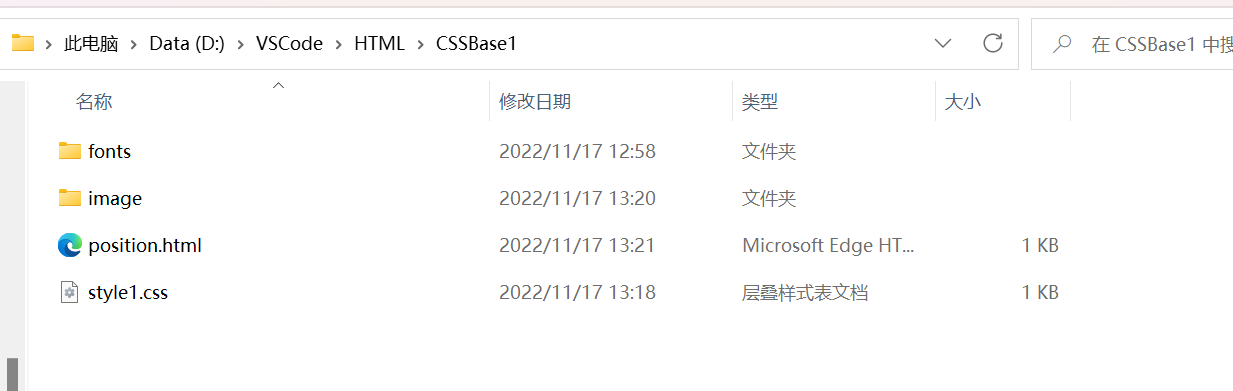 此电脑 > Data (D:) > VSCode > HTML > CSSBase1 在 CSSBase1 中搜
名称 修改日期 类型 大小
fonts 2022/11/17 12:58 文件夹
image 2022/11/17 13:20 文件夹
position.html 2022/11/17 13:21 Microsoft Edge HT... 1 KB
style1.css 2022/11/17 13:18 层叠样式表文档 1 KB